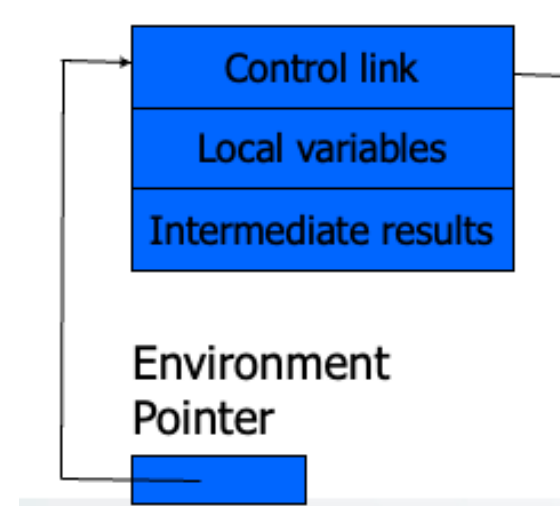 Control link
Local variables
Intermediate results
Environment
Pointer